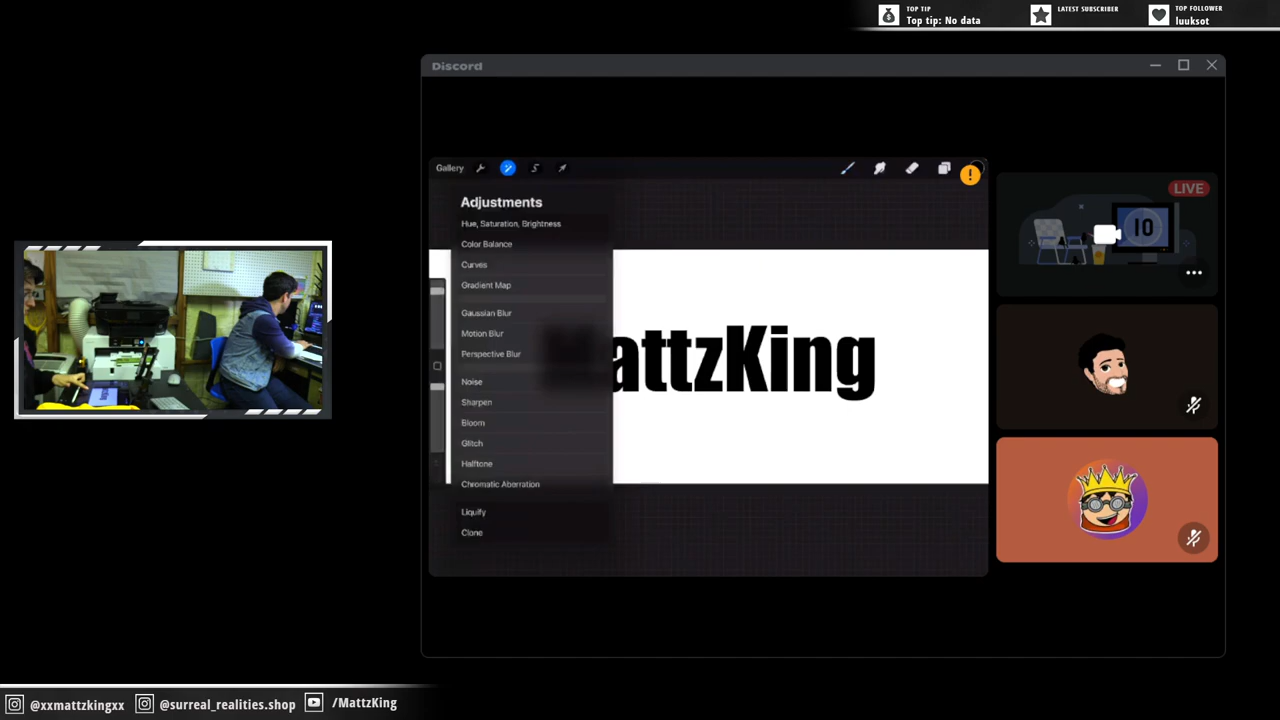 TOP TIP
Top tip: No data
LATEST SUBSCRIBER
TOP FOLLOWER
luuksot
Discord
Gallery
Adjustments
Hue, Saturation, Brightness
Color Balance
Curves
Gradient Map
Gaussian Blur
Motion Blur
Perspective Blur
Noise
Sharpen
Bloom
Glitch
Halftone
Chromatic Aberration
Liquify
Clone
MattzKing
LIVE
10
@xxmattzkingxx
@surreal_realities.shop
/MattzKing